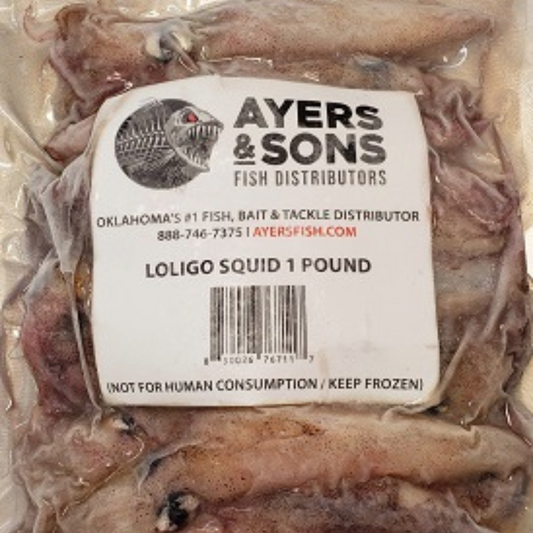 AYERS
& SONS
FISH DISTRIBUTORS
OKLAHOMA'S #1 FISH, BAIT & TACKLE DISTRIBUTOR
888-746-7375 | AYERSFISH.COM
LOLIGO SQUID 1 POUND
(NOT FOR HUMAN CONSUMPTION / KEEP FROZEN)